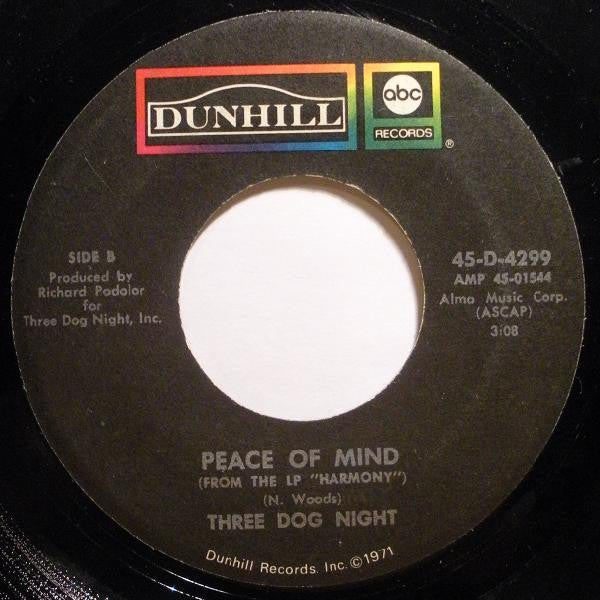 DUNHILL
abc
RECORDS
®
SIDE B
Produced by
Richard Podolor
for
Three Dog Night, Inc.
45-D-4299
AMP 45-01544
Almo Music Corp.
(ASCAP)
3:08
PEACE OF MIND
(FROM THE LP "HARMONY")
(N. Woods)
THREE DOG NIGHT
Dunhill Records. Inc. ©1971